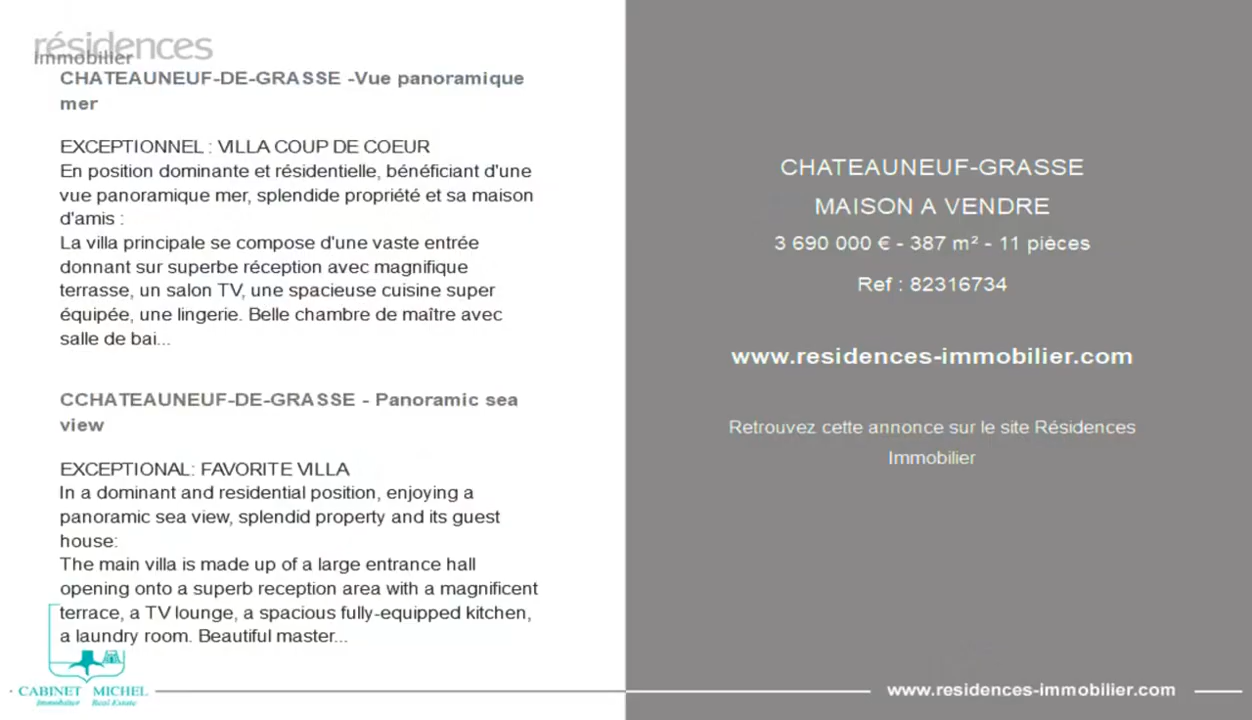 résidences
Immobilier
CHATEAUNEUF-DE-GRASSE -Vue panoramique
mer
EXCEPTIONNEL : VILLA COUP DE COEUR
En position dominante et résidentielle, bénéficiant d'une
vue panoramique mer, splendide propriété et sa maison
d'amis :
La villa principale se compose d'une vaste entrée
donnant sur superbe réception avec magnifique
terrasse, un salon TV, une spacieuse cuisine super
équipée, une lingerie. Belle chambre de maître avec
salle de bai...
CCHATEAUNEUF-DE-GRASSE - Panoramic sea
view
EXCEPTIONAL: FAVORITE VILLA
In a dominant and residential position, enjoying a
panoramic sea view, splendid property and its guest
house:
The main villa is made up of a large entrance hall
opening onto a superb reception area with a magnificent
terrace, a TV lounge, a spacious fully-equipped kitchen,
a laundry room. Beautiful master...
CABINET MICHEL
Immobilier Real Estate
CHATEAUNEUF-GRASSE
MAISON A VENDRE
3 690 000 € - 387 m² - 11 pièces
Ref : 82316734
www.residences-immobilier.com
Retrouvez cette annonce sur le site Résidences
Immobilier
www.residences-immobilier.com